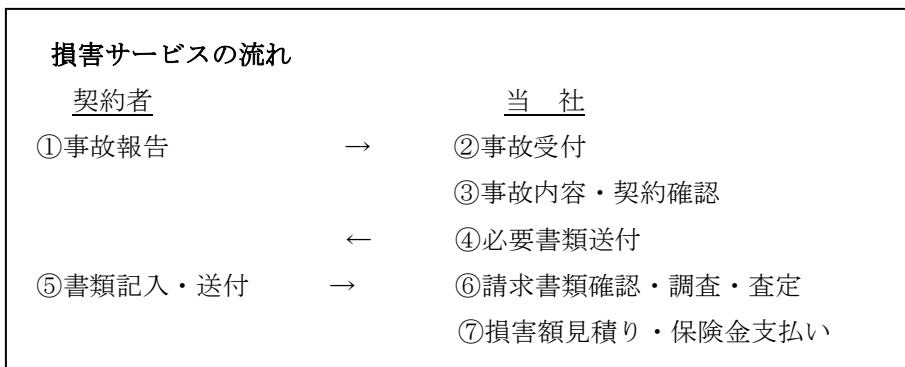 損害サービスの流れ
契約者 当 社
①事故報告 → ②事故受付
③事故内容・契約確認
← ④必要書類送付
⑤書類記入・送付 → ⑥請求書類確認・調査・査定
⑦損害額見積り・保険金支払い